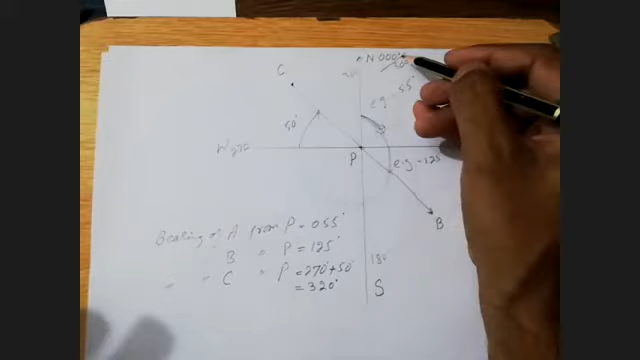 N 000°
C
e.g = 55°
50°
W 270
P
e.g = 125°
B
Bearing of A from P = 055°
B " P = 125°
" " C " P = 270° + 50°
= 320°
180
S